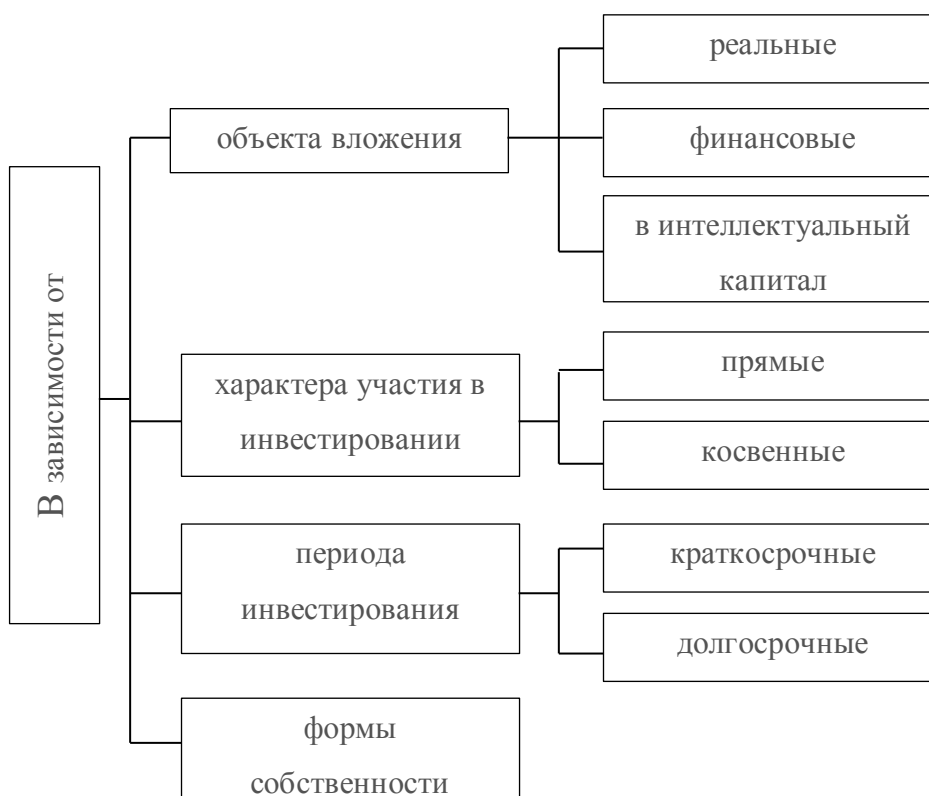 В зависимости от
объекта вложения
реальные
финансовые
в интеллектуальный
капитал
характера участия в
инвестировании
прямые
косвенные
периода
инвестирования
краткосрочные
долгосрочные
формы
собственности